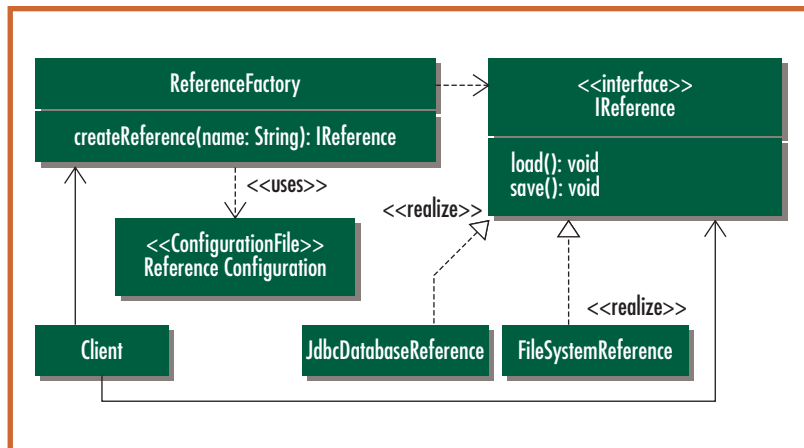 ReferenceFactory
createReference(name: String): IReference
<<interface>>
IReference
load(): void
save(): void
<<uses>>
<<realize>>
<<ConfigurationFile>>
Reference Configuration
<<realize>>
Client
JdbcDatabaseReference
FileSystemReference